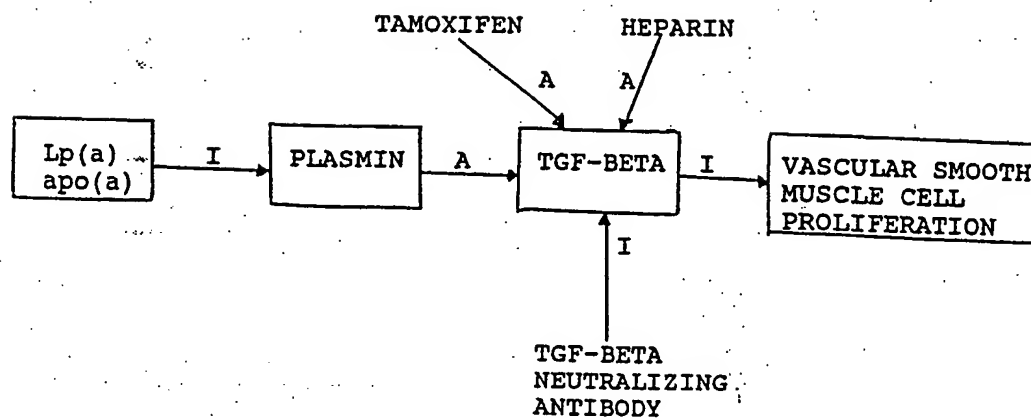 TAMOXIFEN HEPARIN
A A
Lp(a)
apo(a)
I
PLASMIN
A
TGF-BETA
I
VASCULAR SMOOTH
MUSCLE CELL
PROLIFERATION
I
TGF-BETA
NEUTRALIZING
ANTIBODY